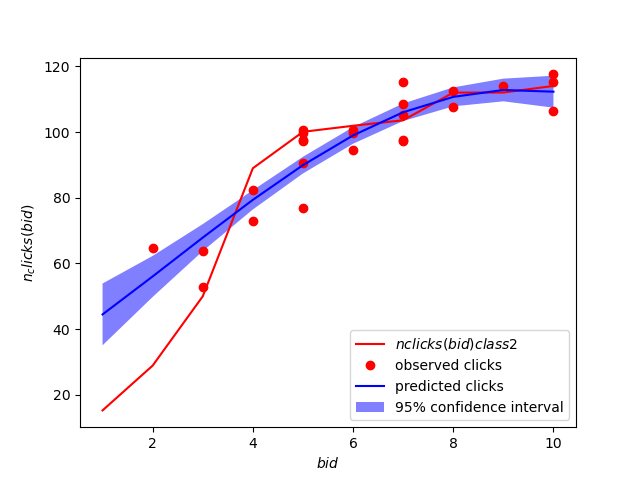 120
100
80
60
40
20
n_clicks(bid)
nclicks(bid)class2
observed clicks
predicted clicks
95% confidence interval
2
4
6
8
10
bid